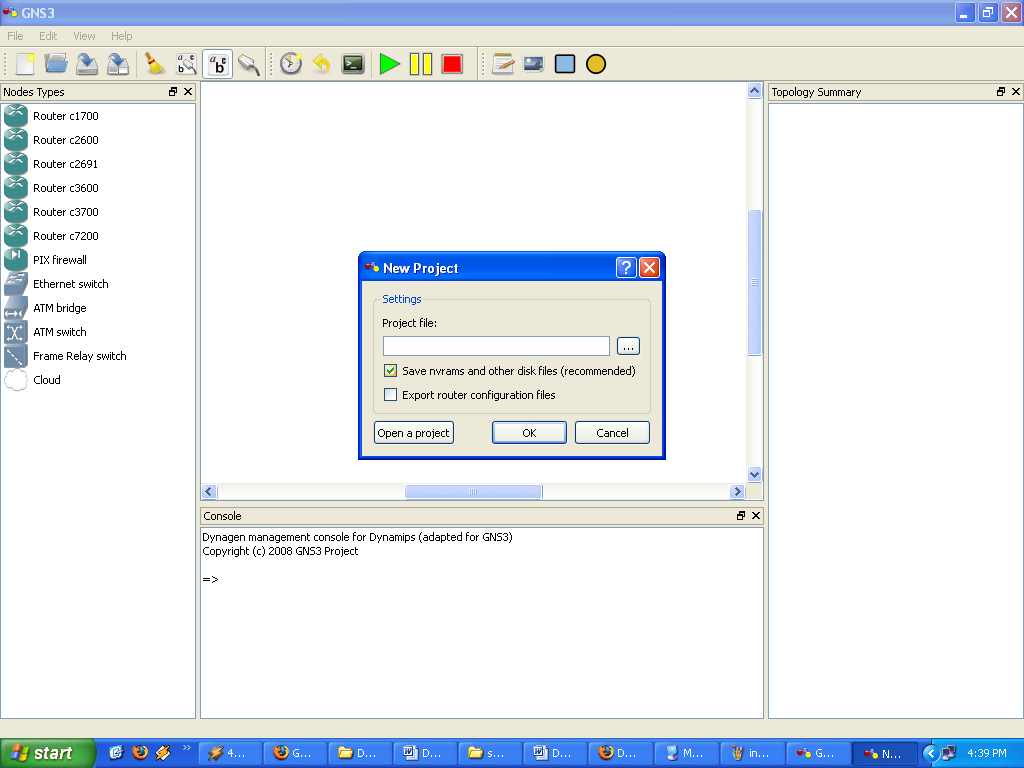 GNS3
File Edit View Help
Nodes Types
Router c1700
Router c2600
Router c2691
Router c3600
Router c3700
Router c7200
PIX firewall
Ethernet switch
ATM bridge
ATM switch
Frame Relay switch
Cloud
Topology Summary
New Project
Settings
Project file:
...
Save nvrams and other disk files (recommended)
Export router configuration files
Open a project OK Cancel
Console
Dynagen management console for Dynamips (adapted for GNS3)
Copyright (c) 2008 GNS3 Project
=>
start 4... G... D... D... s... D... D... M... in... G... N... 4:39 PM